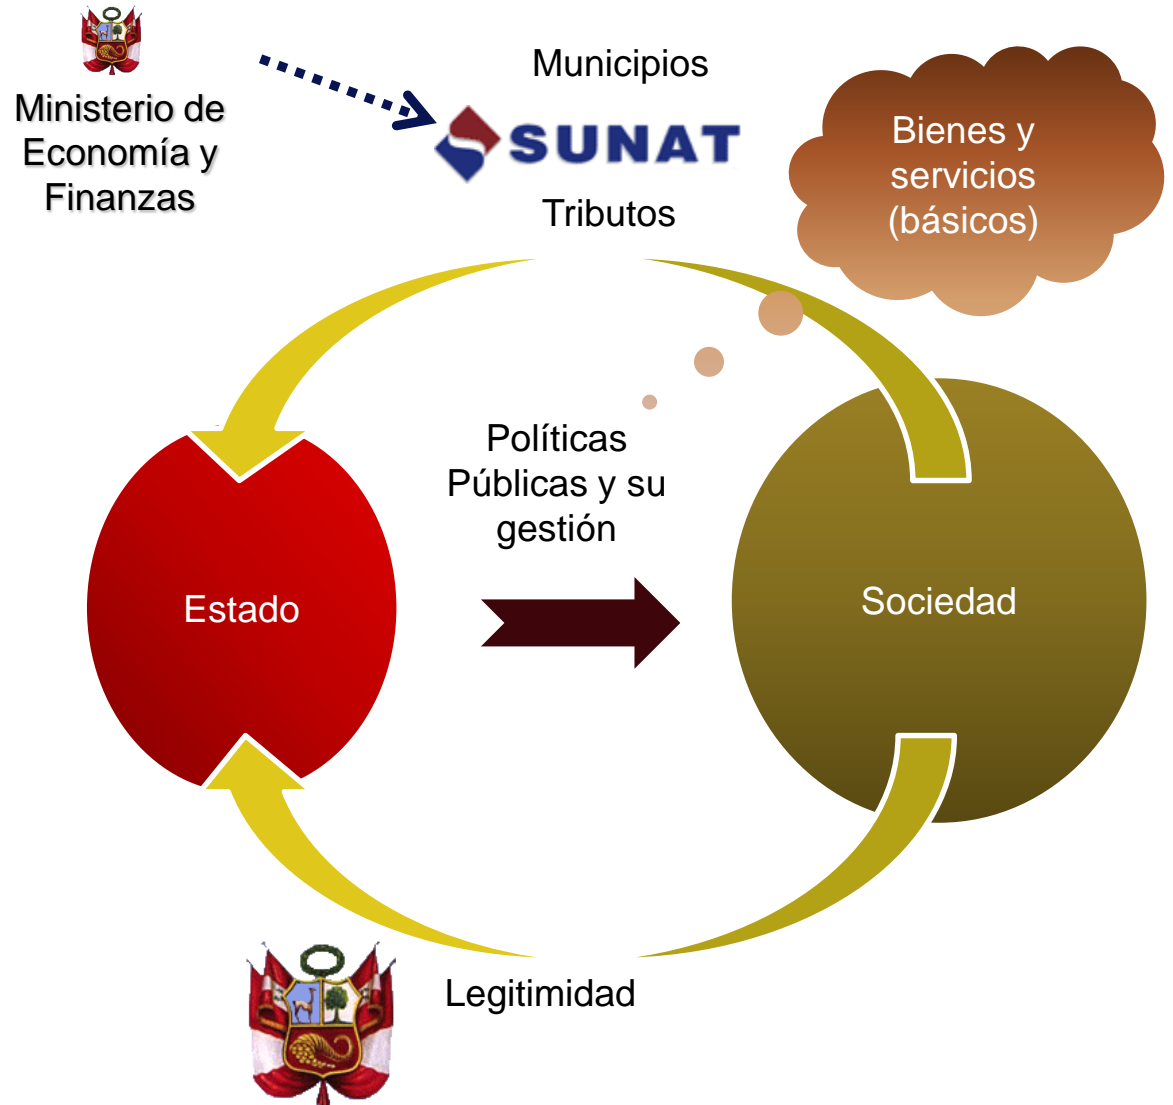 Ministerio de
Economía y
Finanzas
Municipios
SUNAT
Tributos
Bienes y
servicios
(básicos)
Políticas
Públicas y su
gestión
Estado
Sociedad
Legitimidad